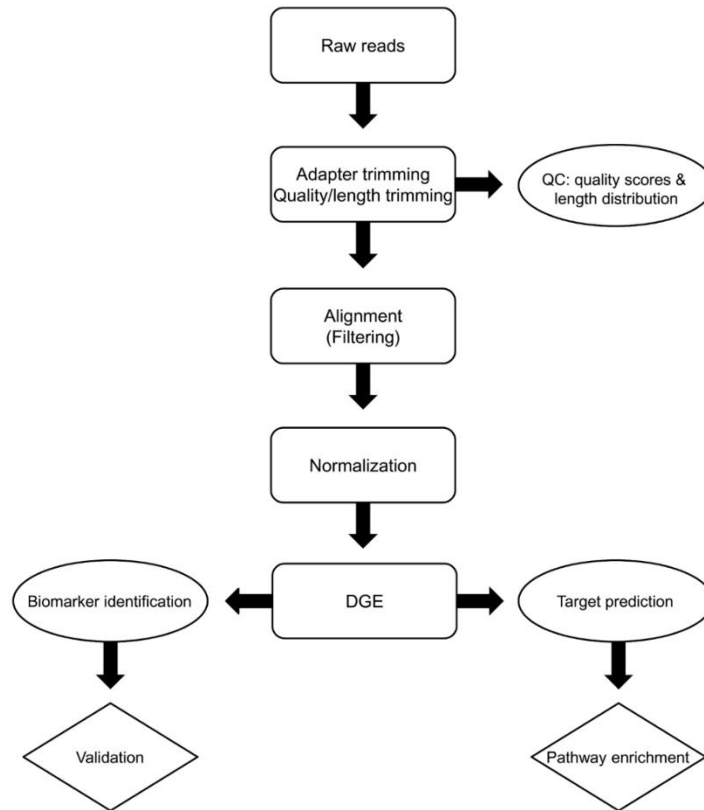 Raw reads
Adapter trimming
Quality/length trimming
QC: quality scores &
length distribution
Alignment
(Filtering)
Normalization
Biomarker identification
DGE
Target prediction
Validation
Pathway enrichment